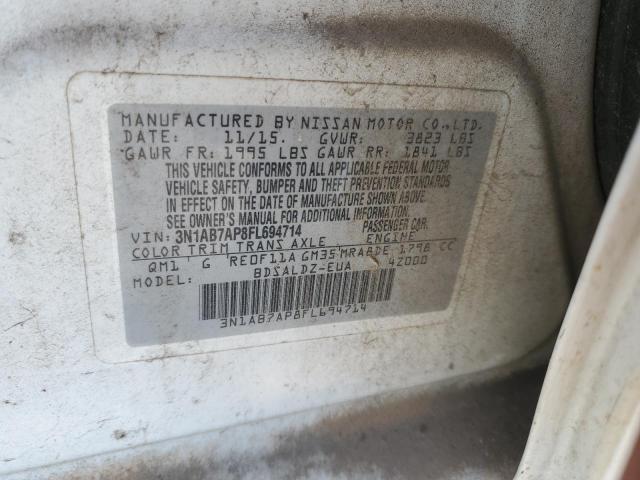 MANUFACTURED BY NISSAN MOTOR CO.,LTD.
DATE: 11/15. GVWR: 3823 LBS
GAWR FR: 1995 LBS GAWR RR: 1841 LBS
THIS VEHICLE CONFORMS TO ALL APPLICABLE FEDERAL MOTOR
VEHICLE SAFETY, BUMPER AND THEFT PREVENTION STANDARDS
IN EFFECT ON THE DATE OF MANUFACTURE SHOWN ABOVE.
SEE OWNER'S MANUAL FOR ADDITIONAL INFORMATION
VIN: 3N1AB7AP8FL694714 PASSENGER CAR.
COLOR TRIM TRANS AXLE ENGINE
QM1 G RE0F11A GM35 MRA8DE 1798 CC
MODEL: BDSALDZ-EUA 42000
3N1AB7AP8FL694714